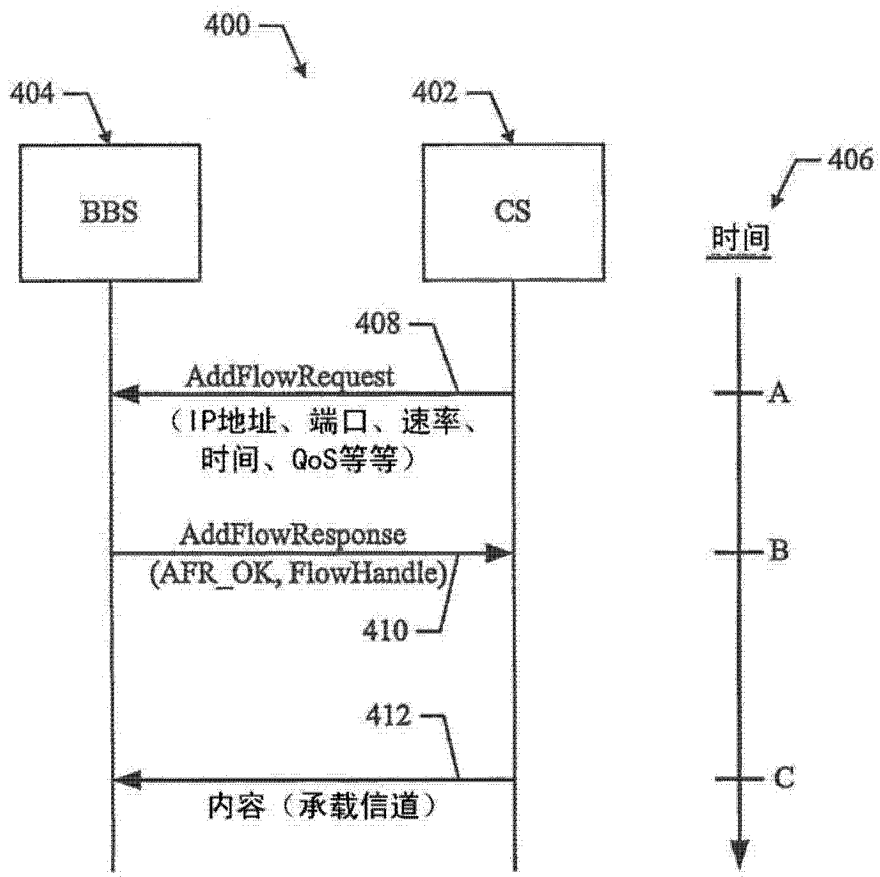 400
404
402
406
BBS
CS
时间
408
AddFlowRequest
A
（IP地址、端口、速率、
时间、QoS等等）
AddFlowResponse
B
(AFR_OK, FlowHandle)
410
412
C
内容（承载信道）